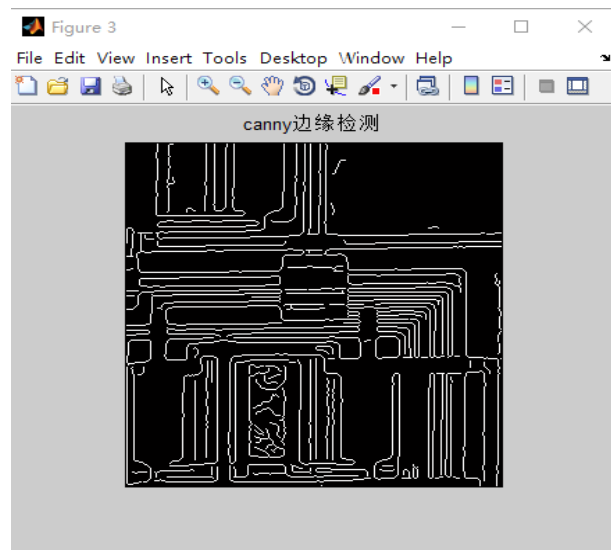 Figure 3
File Edit View Insert Tools Desktop Window Help
canny边缘检测